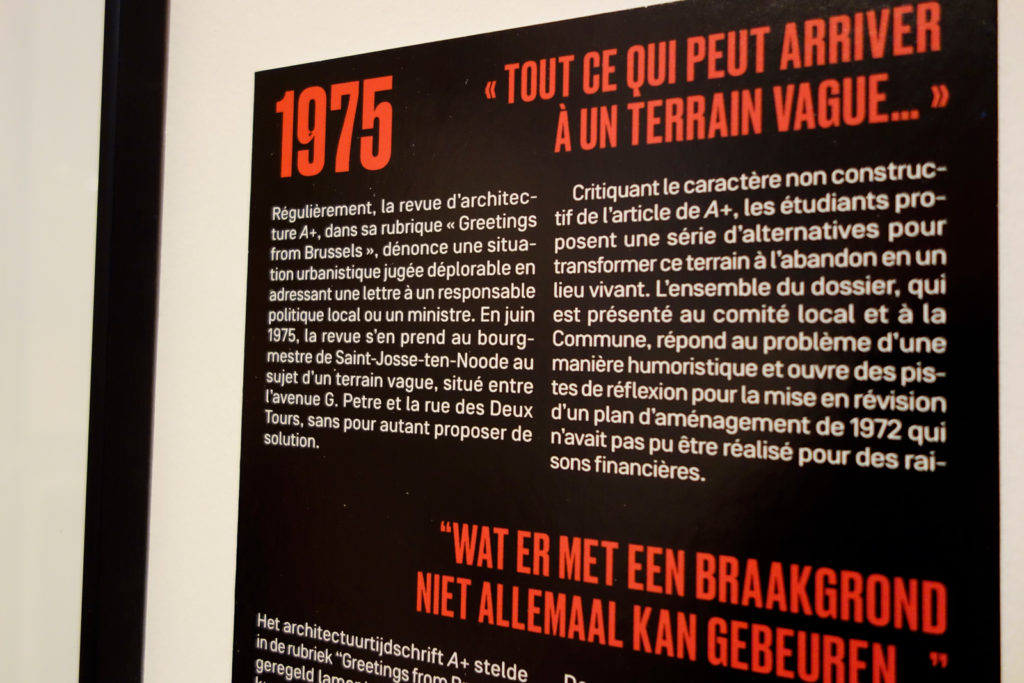 1975
« TOUT CE QUI PEUT ARRIVER
À UN TERRAIN VAGUE... »
Régulièrement, la revue d’architec-
ture A+, dans sa rubrique « Greetings
from Brussels », dénonce une situa-
tion urbanistique jugée déplorable en
adressant une lettre à un responsable
politique local ou un ministre. En juin
1975, la revue s’en prend au bourg-
mestre de Saint-Josse-ten-Noode au
sujet d’un terrain vague, situé entre
l’avenue G. Petre et la rue des Deux
Tours, sans pour autant proposer de
solution.
Critiquant le caractère non construc-
tif de l’article de A+, les étudiants pro-
posent une série d’alternatives pour
transformer ce terrain à l’abandon en un
lieu vivant. L’ensemble du dossier, qui
est présenté au comité local et à la
Commune, répond au problème d’une
manière humoristique et ouvre des pis-
tes de réflexion pour la mise en révision
d’un plan d’aménagement de 1972 qui
n’avait pas pu être réalisé pour des rai-
sons financières.
“WAT ER MET EEN BRAAKGROND
NIET ALLEMAAL KAN GEBEUREN ”
Het architectuurtijdschrift A+ stelde
in de rubriek “Greetings from
geregeld